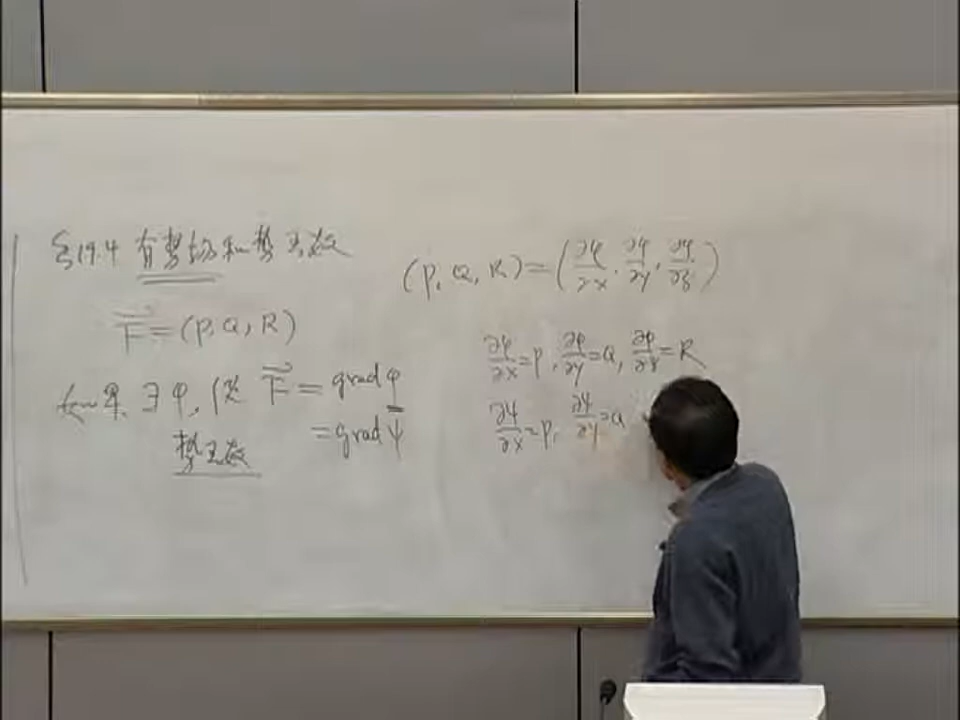 §19.4 有势场和势函数
F⃗ = (P, Q, R)
如果 ∃ φ, 使 F⃗ = grad φ
= grad ψ
势函数
(P, Q, R) = (∂φ/∂x, ∂φ/∂y, ∂φ/∂z)
∂φ/∂x = P, ∂φ/∂y = Q, ∂φ/∂z = R
∂ψ/∂x = P, ∂ψ/∂y = Q